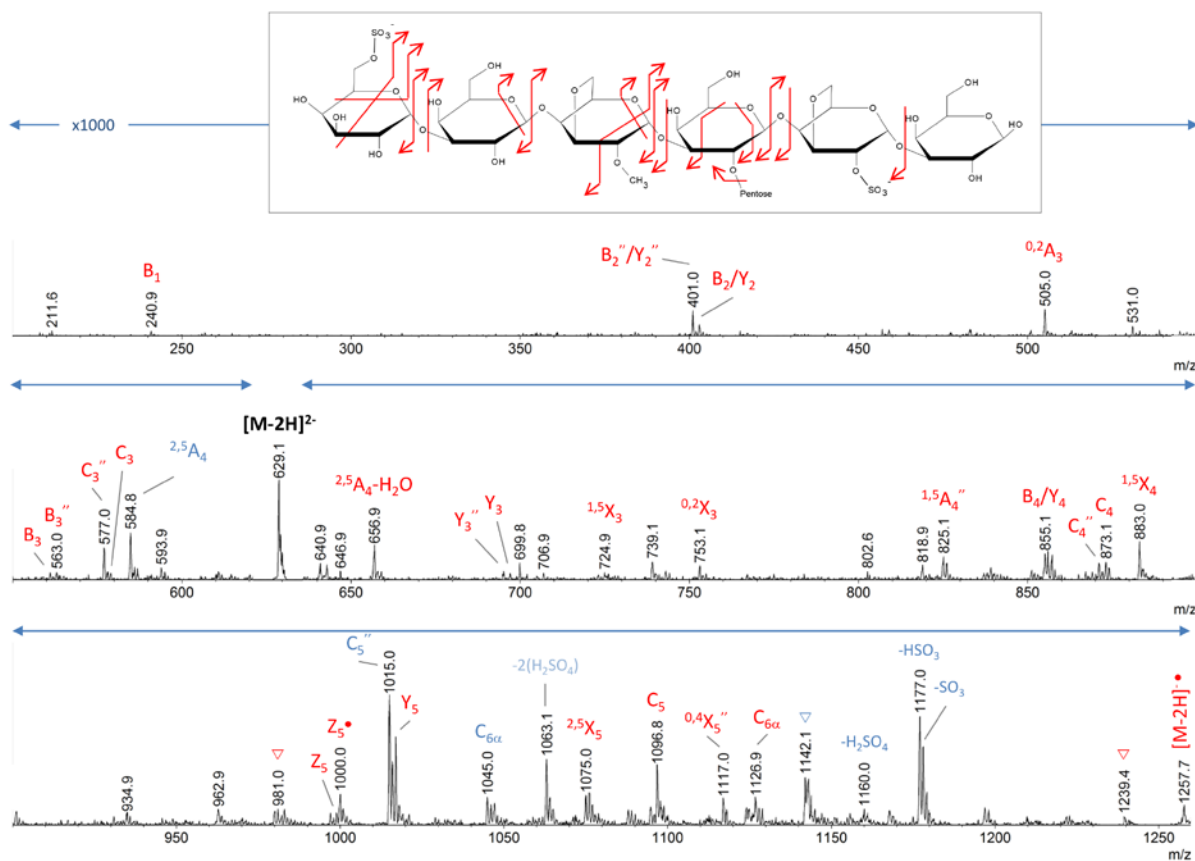 x1000
SO₃⁻
O
OH
OH
OH
HO
O
O
O
O
O
O
HO
HO
O
O
O
O
O
O
OH
OH
OH
OH
O
O
O
OH
CH₃
Pentose
SO₃⁻
B₁
B₂''/Y₂''
B₂/Y₂
⁰,²A₃
211.6
240.9
401.0
505.0
531.0
250 300 350 400 450 500
m/z
[M-2H]²⁻
C₃''
C₃
²,⁵A₄
B₃
B₃''
563.0
577.0
584.8
593.9
629.1
²,⁵A₄-H₂O
640.9
646.9
656.9
Y₃''
Y₃
699.8
706.9
¹,⁵X₃
724.9
739.1
⁰,²X₃
753.1
802.6
818.9
¹,⁵A₄''
825.1
B₄/Y₄
855.1
C₄''
C₄
873.1
¹,⁵X₄
883.0
600 650 700 750 800 850
m/z
934.9
962.9
▽
981.0
Z₅
Z₅•
1000.0
C₅''
1015.0
Y₅
C₆α
1045.0
-2(H₂SO₄)
1063.1
²,⁵X₅
1075.0
C₅
1096.8
⁰,⁴X₅''
1117.0
C₆α
1126.9
▽
1142.1
-H₂SO₄
1160.0
-HSO₃
1177.0
-SO₃
▽
1239.4
[M-2H]⁻•
1257.7
950 1000 1050 1100 1150 1200 1250
m/z